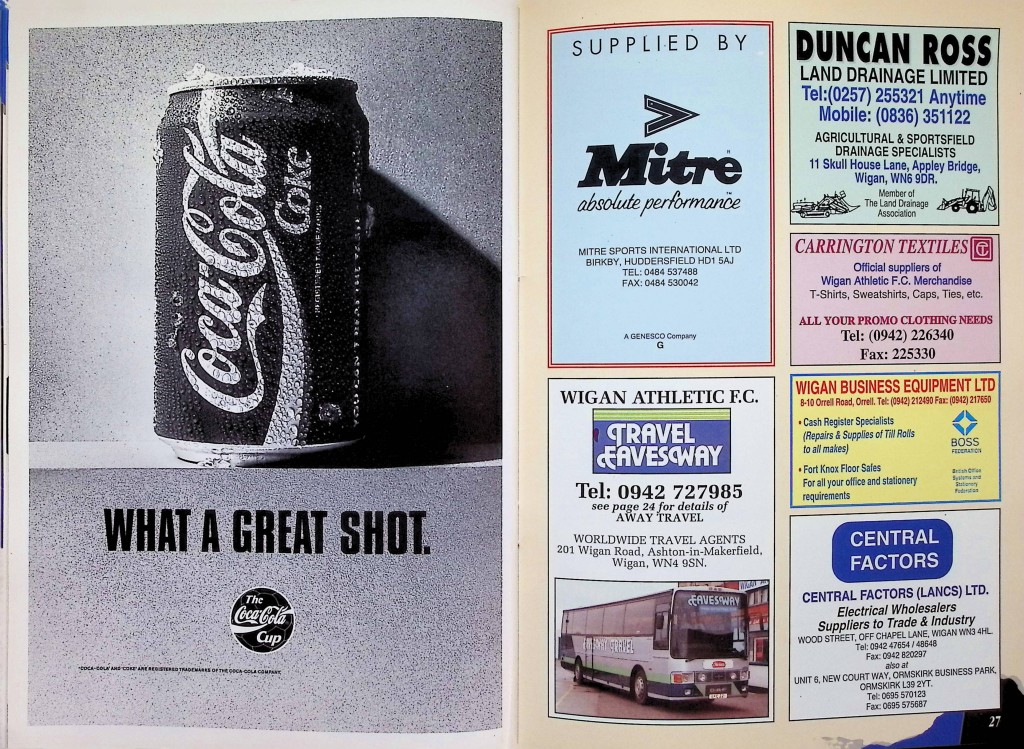 Coca-Cola
Coke
WHAT A GREAT SHOT.
The
Coca-Cola
Cup
"COCA-COLA" AND "COKE" ARE REGISTERED TRADEMARKS OF THE COCA-COLA COMPANY.
SUPPLIED BY
Mitre
absolute performance™
MITRE SPORTS INTERNATIONAL LTD
BIRKBY, HUDDERSFIELD HD1 5AJ
TEL: 0484 537488
FAX: 0484 530042
A GENESCO Company
G
WIGAN ATHLETIC F.C.
TRAVEL
EAVESWAY
Tel: 0942 727985
see page 24 for details of
AWAY TRAVEL
WORLDWIDE TRAVEL AGENTS
201 Wigan Road, Ashton-in-Makerfield,
Wigan, WN4 9SN.
EAVESWAY
EAVESWAY TRAVEL
DUNCAN ROSS
LAND DRAINAGE LIMITED
Tel:(0257) 255321 Anytime
Mobile: (0836) 351122
AGRICULTURAL & SPORTSFIELD
DRAINAGE SPECIALISTS
11 Skull House Lane, Appley Bridge,
Wigan, WN6 9DR.
Member of
The Land Drainage
Association
CARRINGTON TEXTILES
Official suppliers of
Wigan Athletic F.C. Merchandise
T-Shirts, Sweatshirts, Caps, Ties, etc.
ALL YOUR PROMO CLOTHING NEEDS
Tel: (0942) 226340
Fax: 225330
WIGAN BUSINESS EQUIPMENT LTD
8-10 Orrell Road, Orrell. Tel: (0942) 212490 Fax: (0942) 217650
• Cash Register Specialists
(Repairs & Supplies of Till Rolls
to all makes)
• Fort Knox Floor Sales
For all your office and stationery
requirements
BOSS
FEDERATION
British Office
Systems and
Stationery
Federation
CENTRAL
FACTORS
CENTRAL FACTORS (LANCS) LTD.
Electrical Wholesalers
Suppliers to Trade & Industry
WOOD STREET, OFF CHAPEL LANE, WIGAN WN3 4HL.
Tel: 0942 47654 / 48648
Fax: 0942 820297
also at
UNIT 6, NEW COURT WAY, ORMSKIRK BUSINESS PARK,
ORMSKIRK L39 2YT.
Tel: 0695 570123
Fax: 0695 575687
27